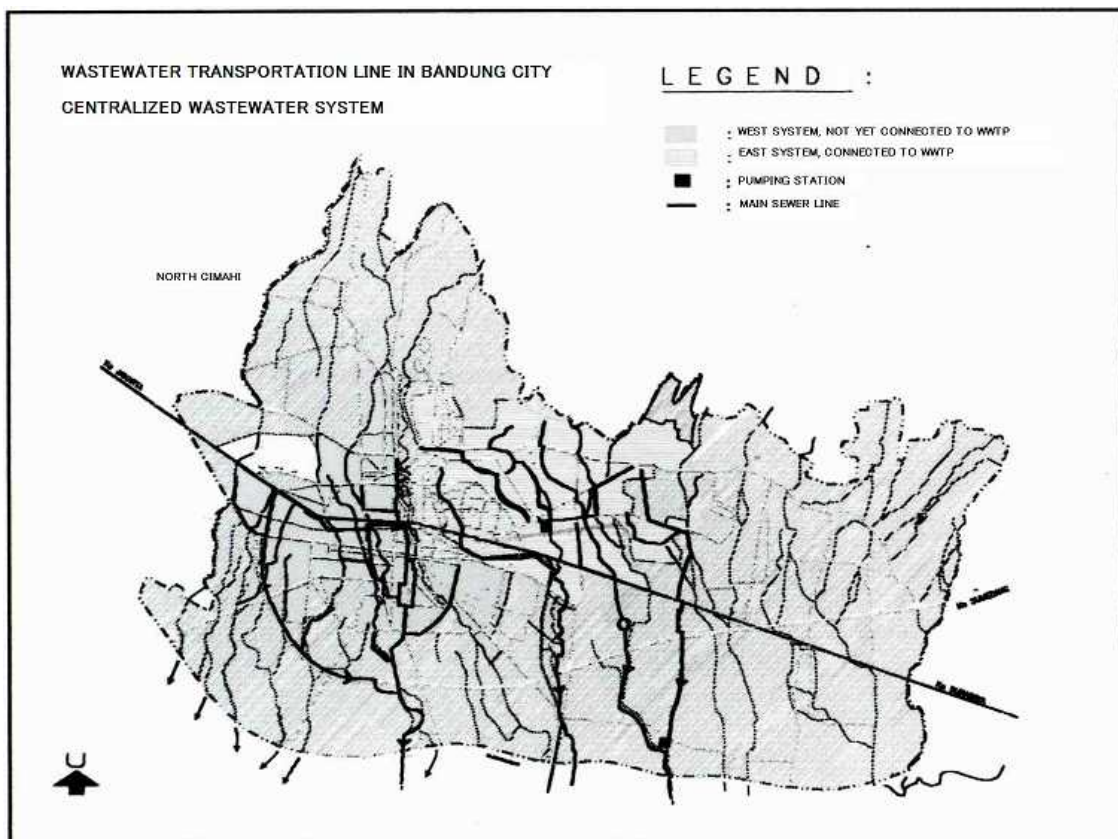 WASTEWATER TRANSPORTATION LINE IN BANDUNG CITY
CENTRALIZED WASTEWATER SYSTEM
LEGEND :
: WEST SYSTEM, NOT YET CONNECTED TO WWTP
: EAST SYSTEM, CONNECTED TO WWTP
: PUMPING STATION
: MAIN SEWER LINE
NORTH CIMAHI
U